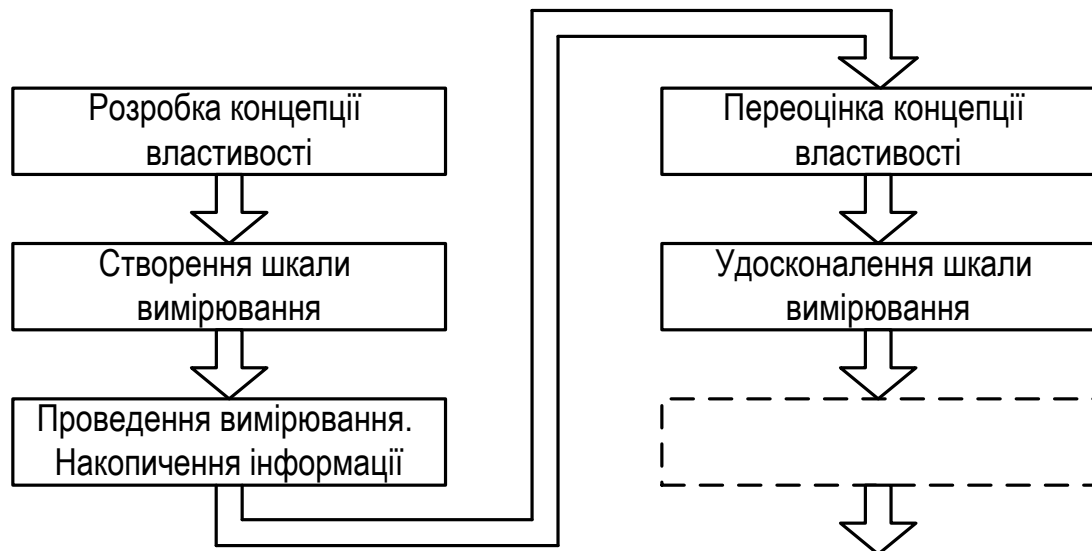 Розробка концепції
властивості
Створення шкали
вимірювання
Проведення вимірювання.
Накопичення інформації
Переоцінка концепції
властивості
Удосконалення шкали
вимірювання